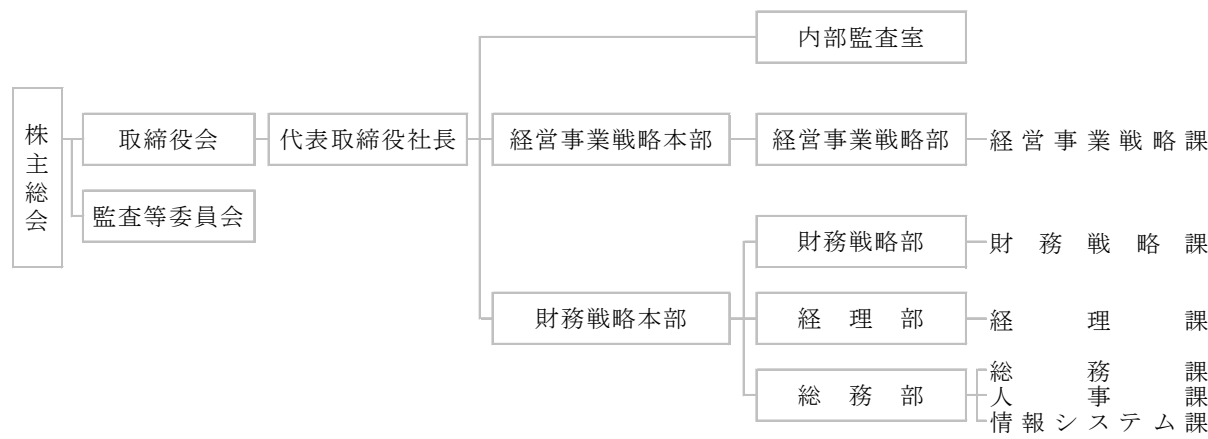 内部監査室
株主総会
取締役会
代表取締役社長
経営事業戦略本部
経営事業戦略部
経営事業戦略課
監査等委員会
財務戦略部
財務戦略課
財務戦略本部
経理部
経理課
総務部
総務課
人事課
情報システム課